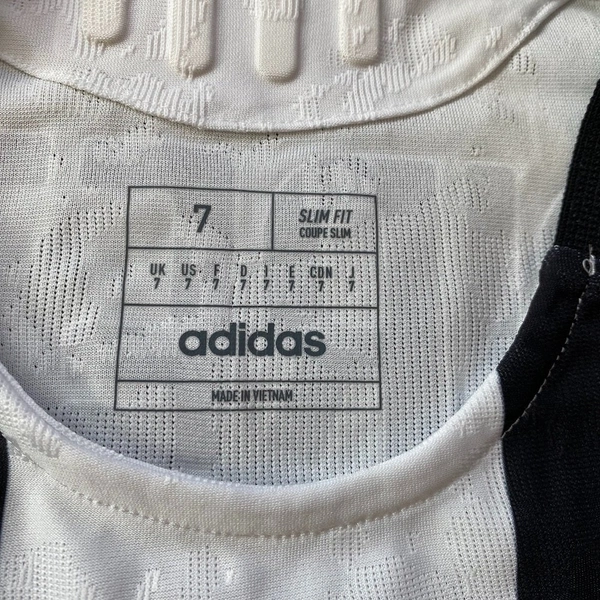 7
SLIM FIT
COUPE SLIM
UK US F D I E CDN J
7 7 7 7 7 7 7 7
adidas
MADE IN VIETNAM